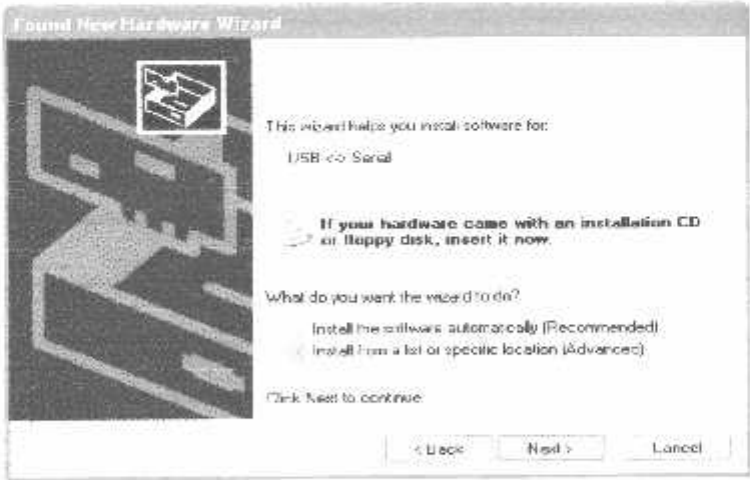 Found New Hardware Wizard
This wizard helps you install software for:
USB <-> Serial
If your hardware came with an installation CD
or floppy disk, insert it now.
What do you want the wizard to do?
Install the software automatically (Recommended)
Install from a list or specific location (Advanced)
Click Next to continue.
< Back
Next >
Cancel